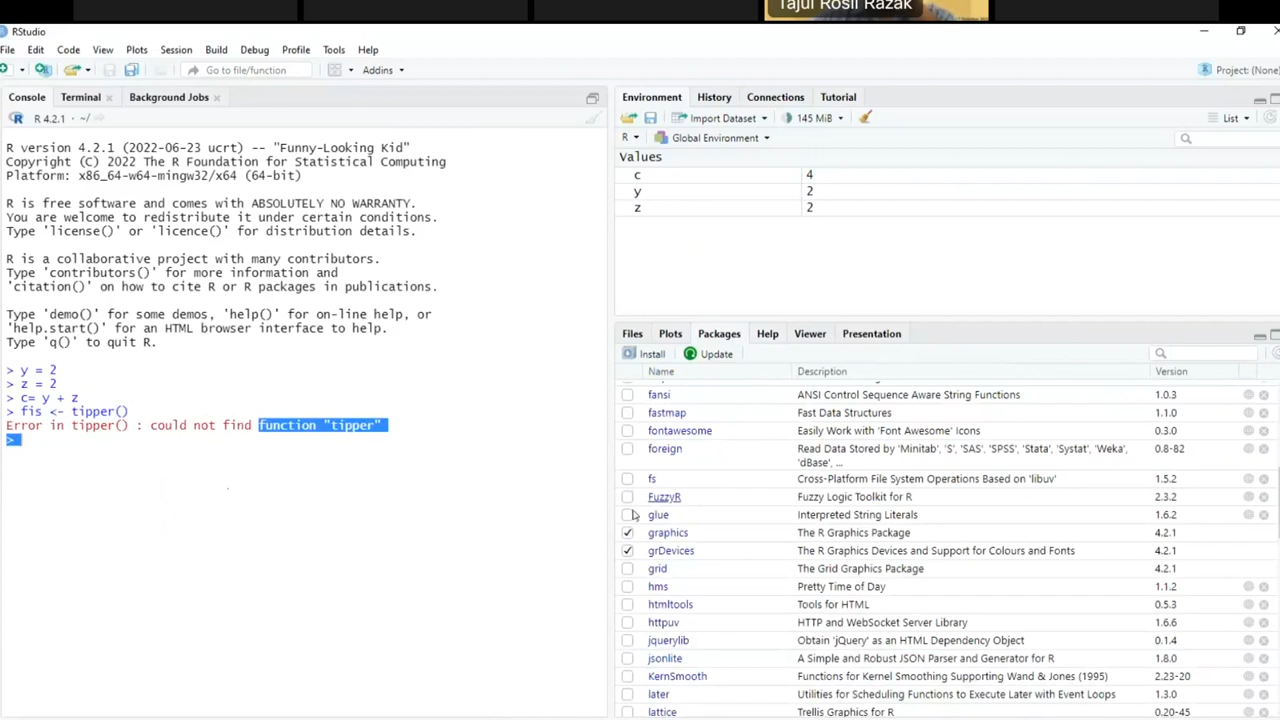 Tajul Rosli Razak
RStudio
File Edit Code View Plots Session Build Debug Profile Tools Help
Go to file/function Addins Project: (None)
Console Terminal Background Jobs
R 4.2.1 · ~/
R version 4.2.1 (2022-06-23 ucrt) -- "Funny-Looking Kid"
Copyright (C) 2022 The R Foundation for Statistical Computing
Platform: x86_64-w64-mingw32/x64 (64-bit)
R is free software and comes with ABSOLUTELY NO WARRANTY.
You are welcome to redistribute it under certain conditions.
Type 'license()' or 'licence()' for distribution details.
R is a collaborative project with many contributors.
Type 'contributors()' for more information and
'citation()' on how to cite R or R packages in publications.
Type 'demo()' for some demos, 'help()' for on-line help, or
'help.start()' for an HTML browser interface to help.
Type 'q()' to quit R.
> y = 2
> z = 2
> c= y + z
> fis <- tipper()
Error in tipper() : could not find function "tipper"
>
Environment History Connections Tutorial
Import Dataset 145 MiB List
R Global Environment
Values
c 4
y 2
z 2
Files Plots Packages Help Viewer Presentation
Install Update
Name Description Version
fansi ANSI Control Sequence Aware String Functions 1.0.3
fastmap Fast Data Structures 1.1.0
fontawesome Easily Work with 'Font Awesome' Icons 0.3.0
foreign Read Data Stored by 'Minitab', 'S', 'SAS', 'SPSS', 'Stata', 'Systat', 'Weka', 0.8-82
'dBase', ...
fs Cross-Platform File System Operations Based on 'libuv' 1.5.2
FuzzyR Fuzzy Logic Toolkit for R 2.3.2
glue Interpreted String Literals 1.6.2
graphics The R Graphics Package 4.2.1
grDevices The R Graphics Devices and Support for Colours and Fonts 4.2.1
grid The Grid Graphics Package 4.2.1
hms Pretty Time of Day 1.1.2
htmltools Tools for HTML 0.5.3
httpuv HTTP and WebSocket Server Library 1.6.6
jquerylib Obtain 'jQuery' as an HTML Dependency Object 0.1.4
jsonlite A Simple and Robust JSON Parser and Generator for R 1.8.0
KernSmooth Functions for Kernel Smoothing Supporting Wand & Jones (1995) 2.23-20
later Utilities for Scheduling Functions to Execute Later with Event Loops 1.3.0
lattice Trellis Graphics for R 0.20-45